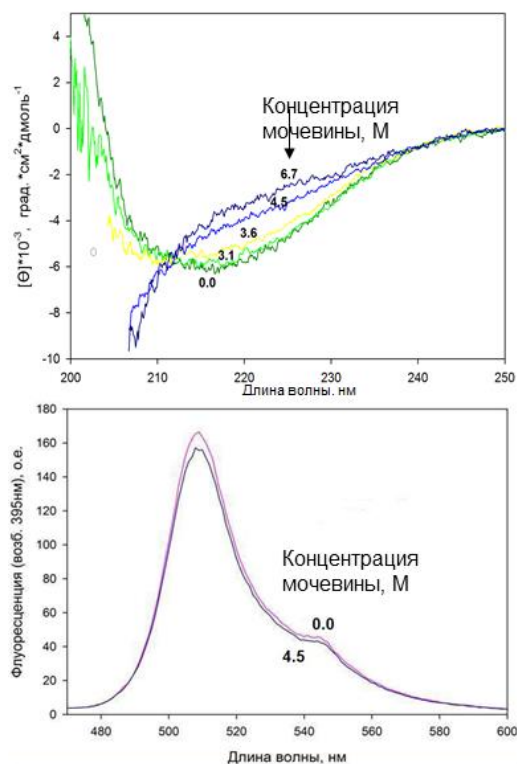 [Θ]*10⁻³, град. *см²*дмоль⁻¹
4
2
0
-2
-4
-6
-8
-10
Концентрация
мочевины, М
6.7
4.5
3.6
3.1
0.0
0
200 210 220 230 240 250
Длина волны. нм
Флуоресценция (возб. 395нм), о.е.
180
160
140
120
100
80
60
40
20
0
Концентрация
мочевины, М
0.0
4.5
480 500 520 540 560 580 600
Длина волны, нм